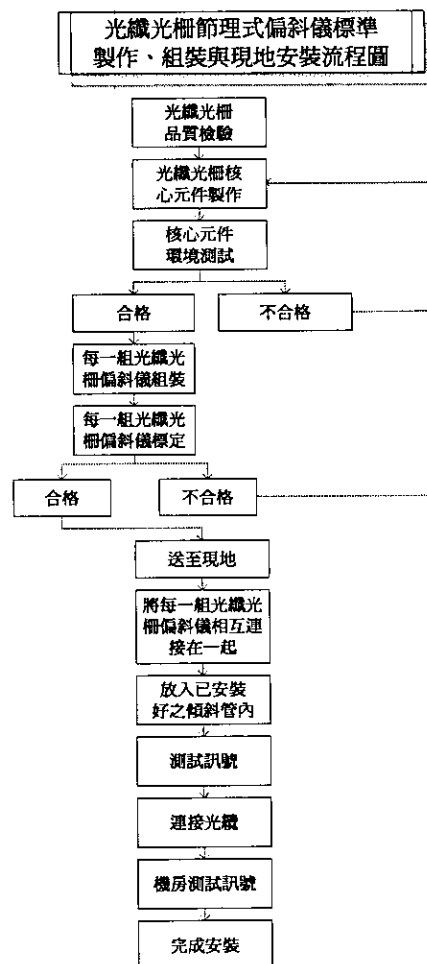 光纖光柵節理式偏斜儀標準
製作、組裝與現地安裝流程圖
光纖光柵
品質檢驗
光纖光柵核
心元件製作
核心元件
環境測試
合格
不合格
每一組光纖光
柵偏斜儀組裝
每一組光纖光
柵偏斜儀標定
合格
不合格
送至現地
將每一組光纖光
柵偏斜儀相互連
接在一起
放入已安裝
好之傾斜管內
測試訊號
連接光纜
機房測試訊號
完成安裝